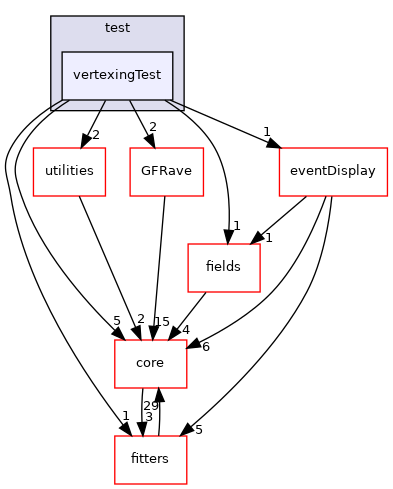 test
vertexingTest
1
2
2
utilities
GFRave
eventDisplay
1
1
fields
5
2
15
4
6
core
29
3
1
5
fitters